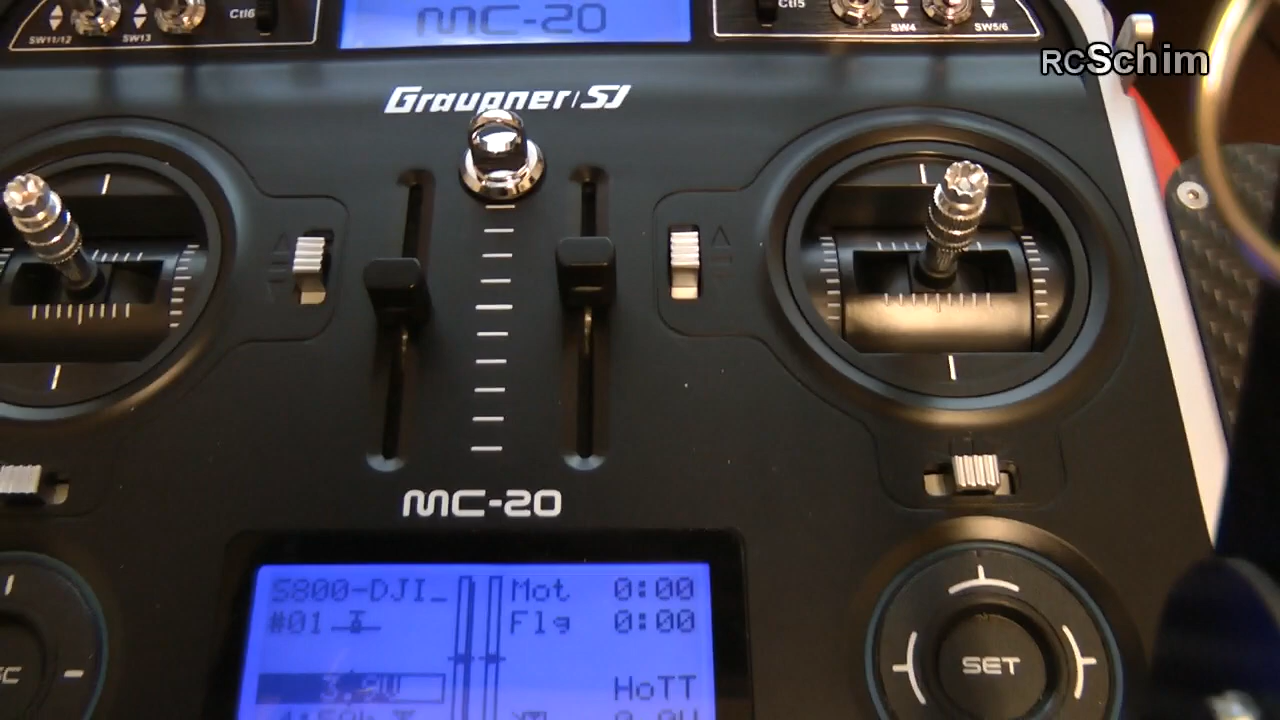 Ctl6
SW11/12
SW13
MC-20
Ctl5
SW4
SW5/6
RCSchim
Graupner/SJ
MC-20
S800-DJI_
Mot 0:00
#01
Flg 0:00
HoTT
SET